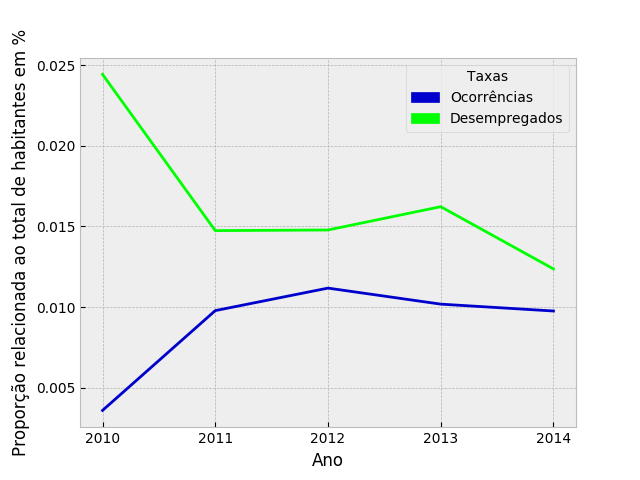 Proporção relacionada ao total de habitantes em %
0.025
0.020
0.015
0.010
0.005
Taxas
Ocorrências
Desempregados
2010 2011 2012 2013 2014
Ano